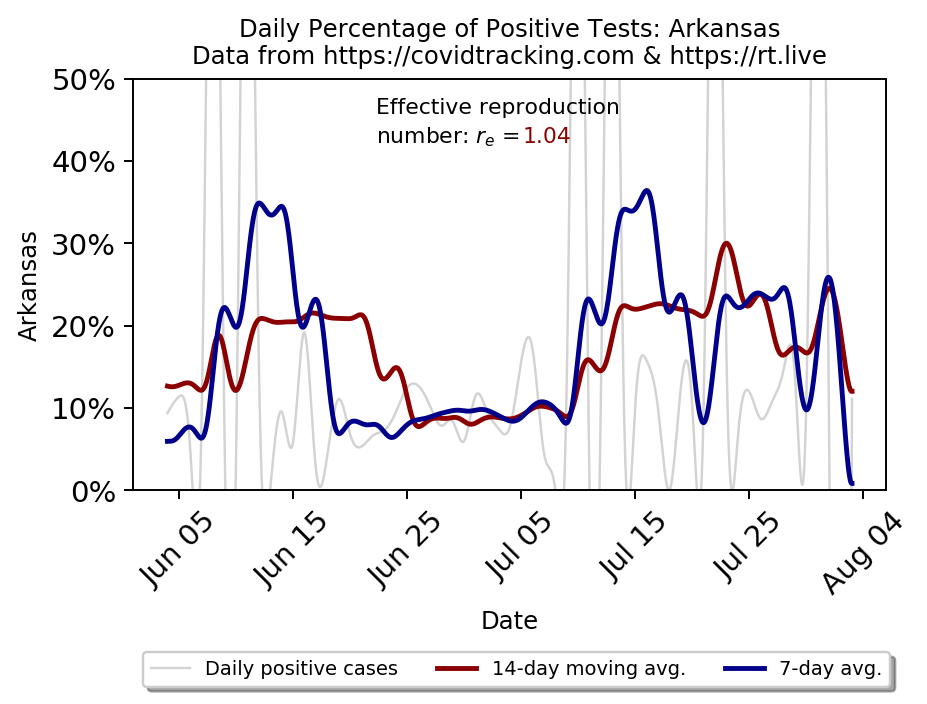 Daily Percentage of Positive Tests: Arkansas
Data from https://covidtracking.com & https://rt.live
50%
40%
30%
20%
10%
0%
Arkansas
Effective reproduction
number: re =1.04
Jun 05
Jun 15
Jun 25
Jul 05
Jul 15
Jul 25
Aug 04
Date
Daily positive cases
14-day moving avg.
7-day avg.